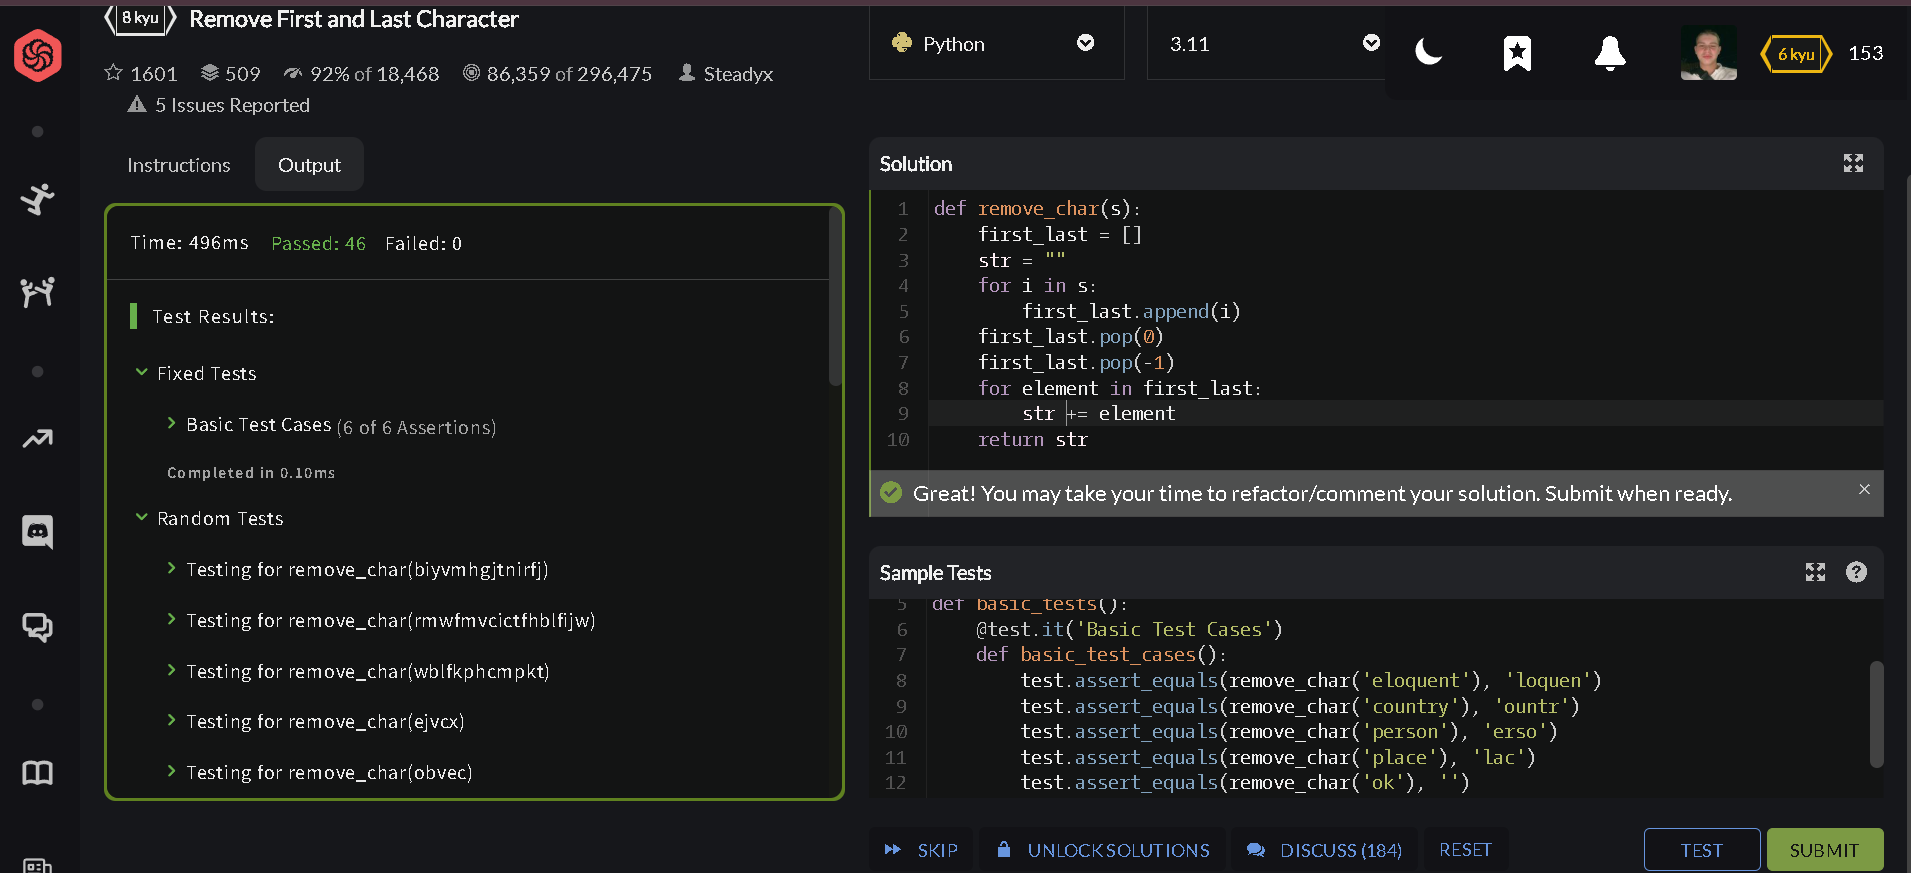 8 kyu Remove First and Last Character
1601 509 92% of 18,468 86,359 of 296,475 Steadyx
5 Issues Reported
Python
3.11
6 kyu 153
Instructions Output
Time: 496ms Passed: 46 Failed: 0
Test Results:
Fixed Tests
Basic Test Cases (6 of 6 Assertions)
Completed in 0.10ms
Random Tests
Testing for remove_char(biyvmhgjtnirfj)
Testing for remove_char(rmwfmvcictfhblfijw)
Testing for remove_char(wblfkphcmpkt)
Testing for remove_char(ejvcx)
Testing for remove_char(obvec)
Solution
1 def remove_char(s):
2 first_last = []
3 str = ""
4 for i in s:
5 first_last.append(i)
6 first_last.pop(0)
7 first_last.pop(-1)
8 for element in first_last:
9 str += element
10 return str
Great! You may take your time to refactor/comment your solution. Submit when ready.
Sample Tests
5 def basic_tests():
6 @test.it('Basic Test Cases')
7 def basic_test_cases():
8 test.assert_equals(remove_char('eloquent'), 'loquen')
9 test.assert_equals(remove_char('country'), 'ountr')
10 test.assert_equals(remove_char('person'), 'erso')
11 test.assert_equals(remove_char('place'), 'lac')
12 test.assert_equals(remove_char('ok'), '')
SKIP UNLOCK SOLUTIONS DISCUSS (184) RESET TEST SUBMIT